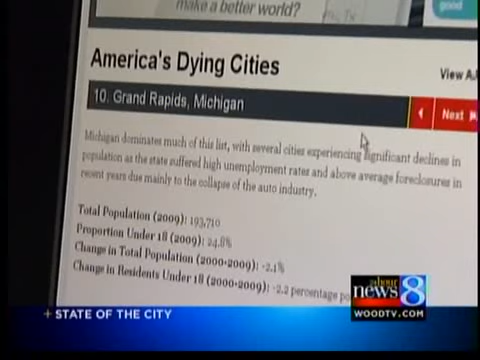 make a better world?
good
America's Dying Cities
View AJ
10. Grand Rapids, Michigan
Next
Michigan dominates much of this list, with several cities experiencing significant declines in
population as the state suffered high unemployment rates and above average foreclosures in
recent years due mainly to the collapse of the auto industry.
Total Population (2009): 193,710
Proportion Under 18 (2009): 24.8%
Change in Total Population (2000-2009): -2.1%
Change in Residents Under 18 (2000-2009): -2.2 percentage po
24 hour
news 8
+ STATE OF THE CITY
WOODTV.COM